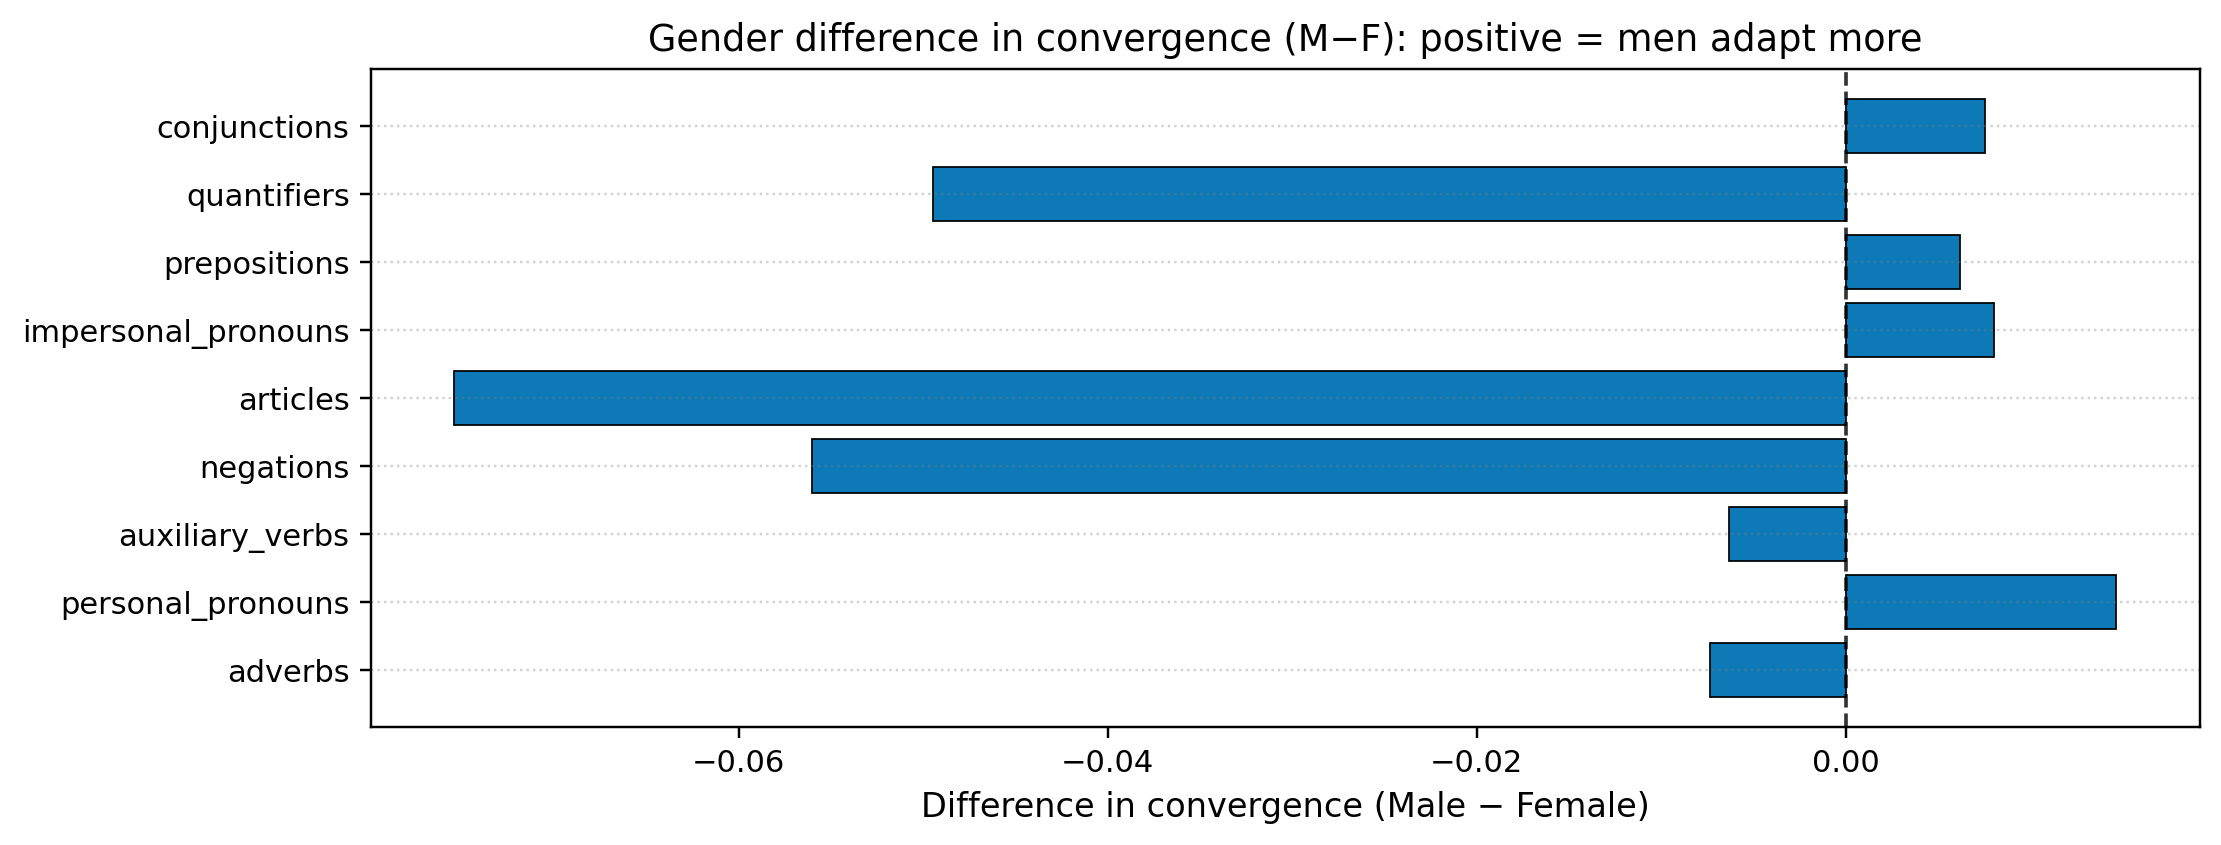 Gender difference in convergence (M−F): positive = men adapt more
conjunctions
quantifiers
prepositions
impersonal_pronouns
articles
negations
auxiliary_verbs
personal_pronouns
adverbs
−0.06 −0.04 −0.02 0.00
Difference in convergence (Male − Female)